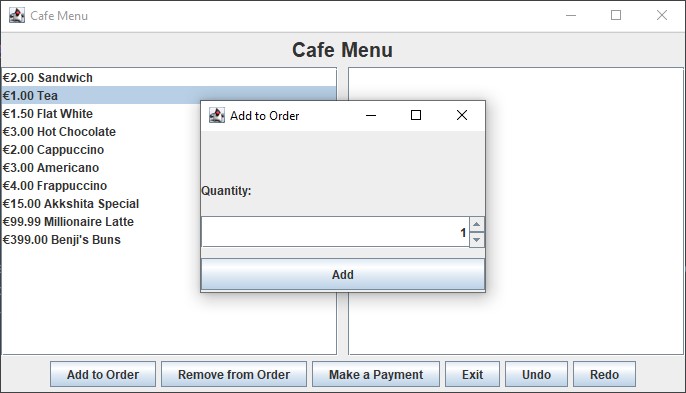 Cafe Menu
Cafe Menu
€2.00 Sandwich
€1.00 Tea
€1.50 Flat White
€3.00 Hot Chocolate
€2.00 Cappuccino
€3.00 Americano
€4.00 Frappuccino
€15.00 Akkshita Special
€99.99 Millionaire Latte
€399.00 Benji's Buns
Add to Order
Quantity:
1
Add
Add to Order Remove from Order Make a Payment Exit Undo Redo